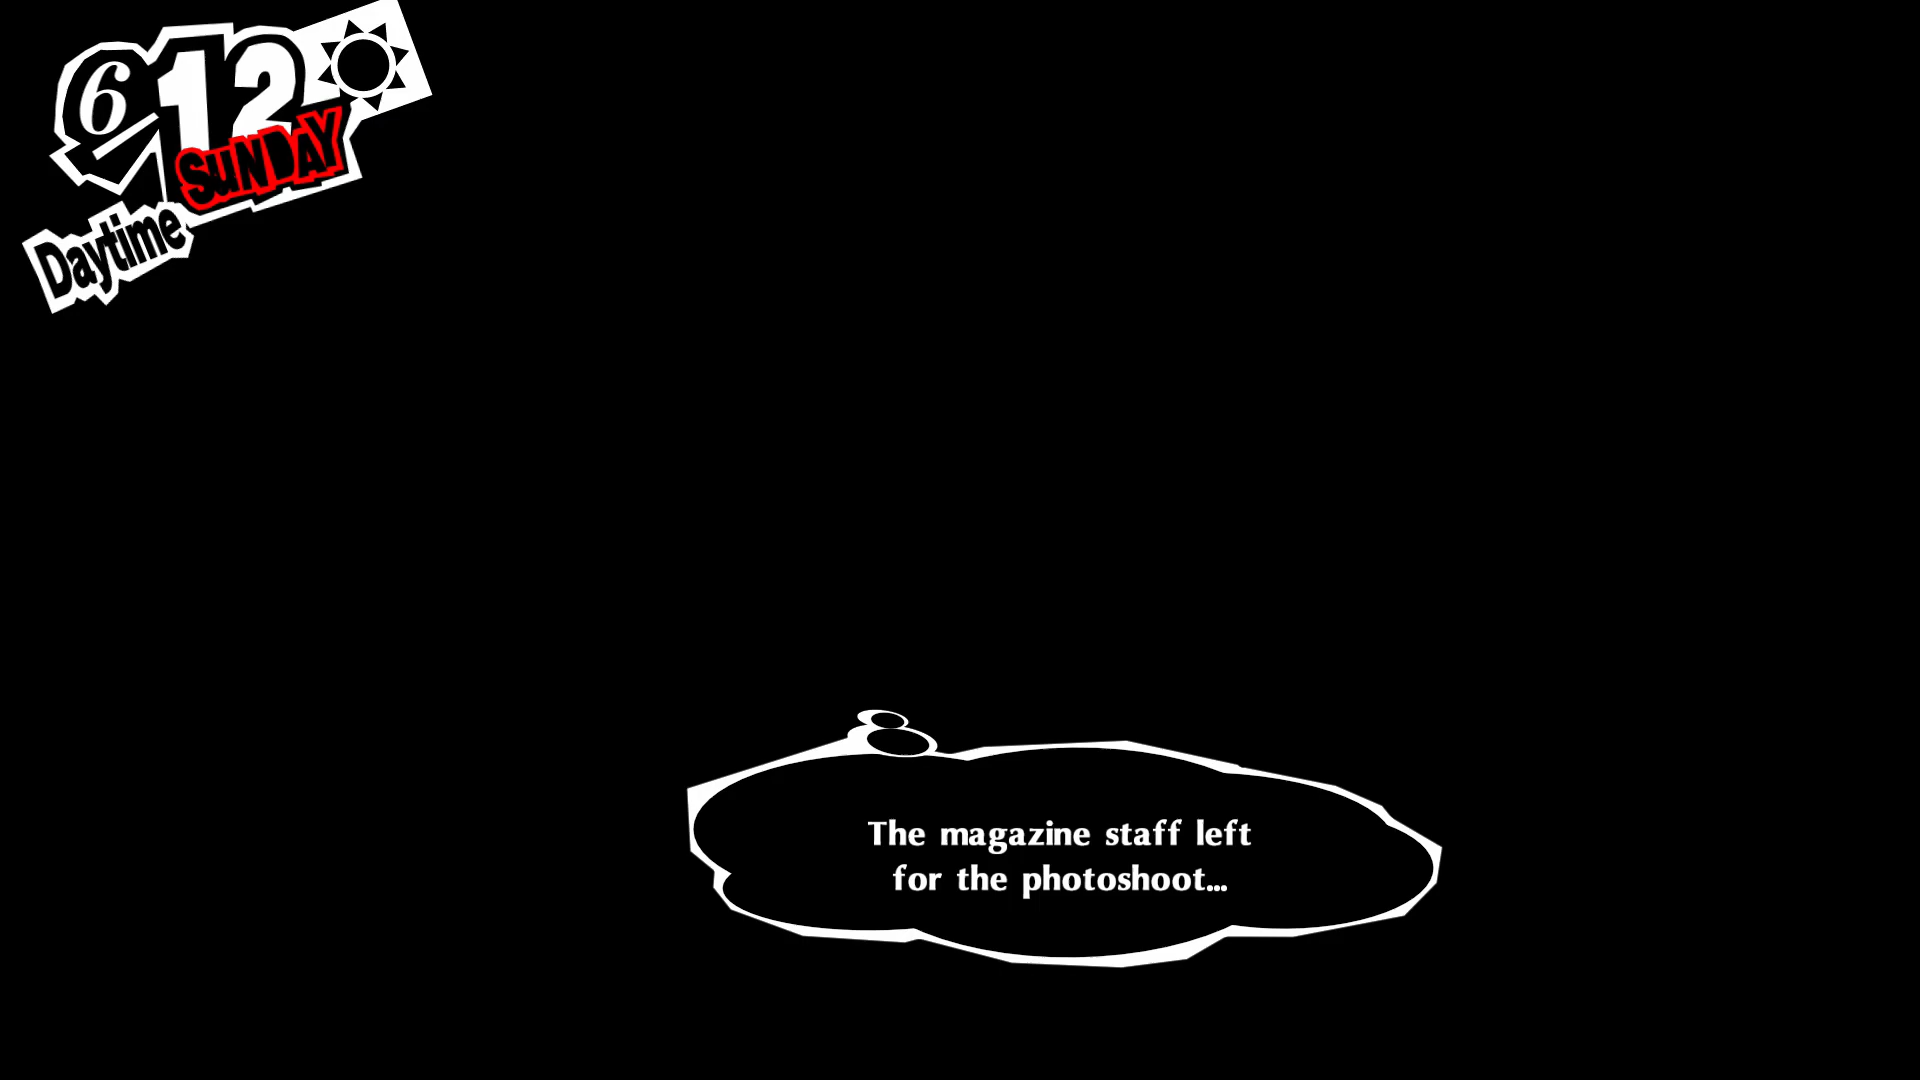 6/12
SUNDAY
Daytime
The magazine staff left
for the photoshoot...